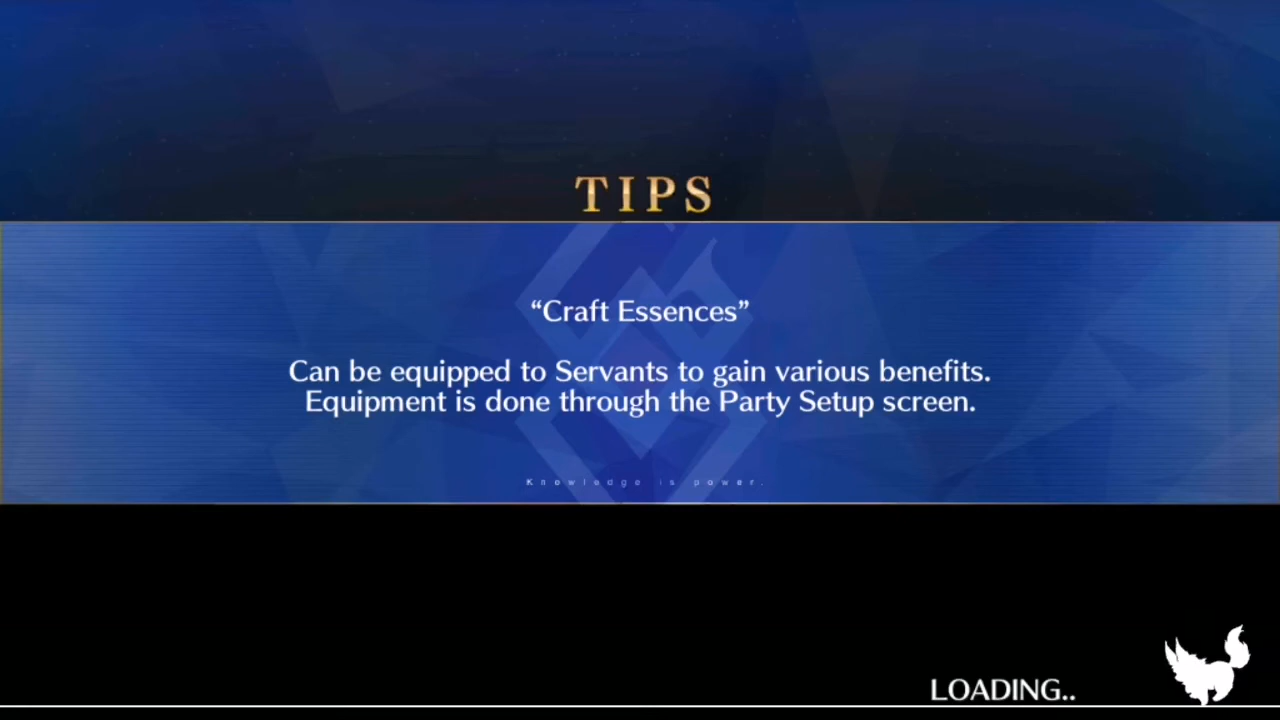 TIPS
“Craft Essences”
Can be equipped to Servants to gain various benefits.
Equipment is done through the Party Setup screen.
Knowledge is power.
LOADING..